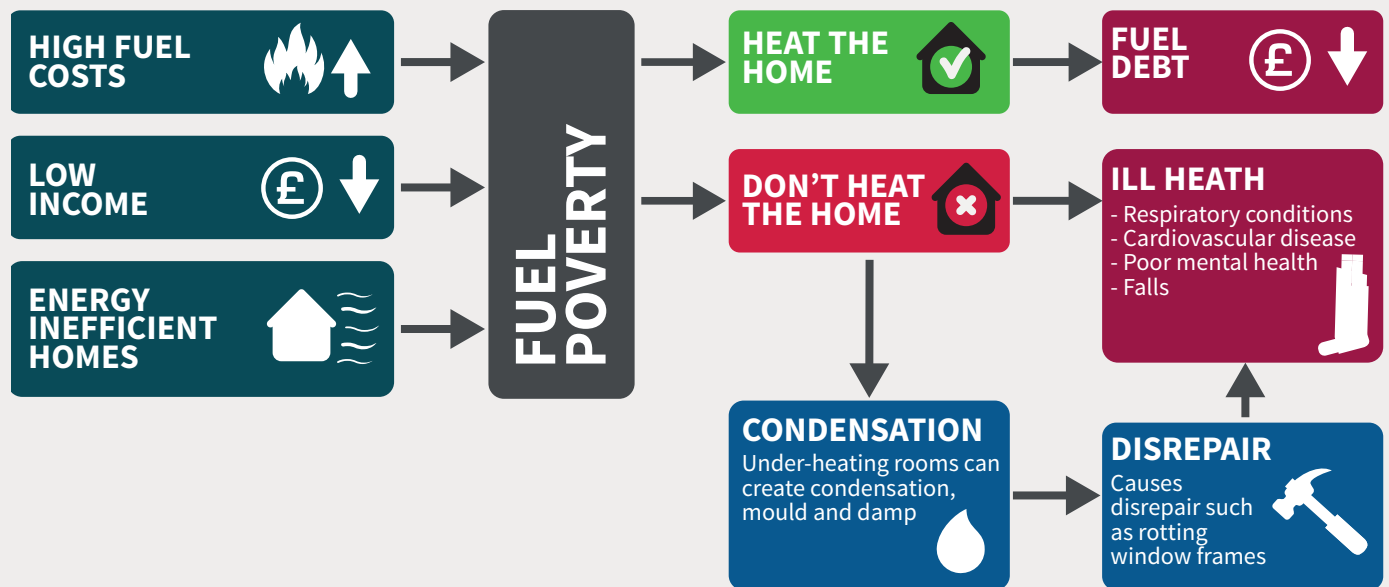 HIGH FUEL
COSTS
LOW
INCOME
£
ENERGY
INEFFICIENT
HOMES
FUEL
POVERTY
HEAT THE
HOME
FUEL
DEBT
£
DON’T HEAT
THE HOME
ILL HEATH
- Respiratory conditions
- Cardiovascular disease
- Poor mental health
- Falls
CONDENSATION
Under-heating rooms can
create condensation,
mould and damp
DISREPAIR
Causes
disrepair such
as rotting
window frames